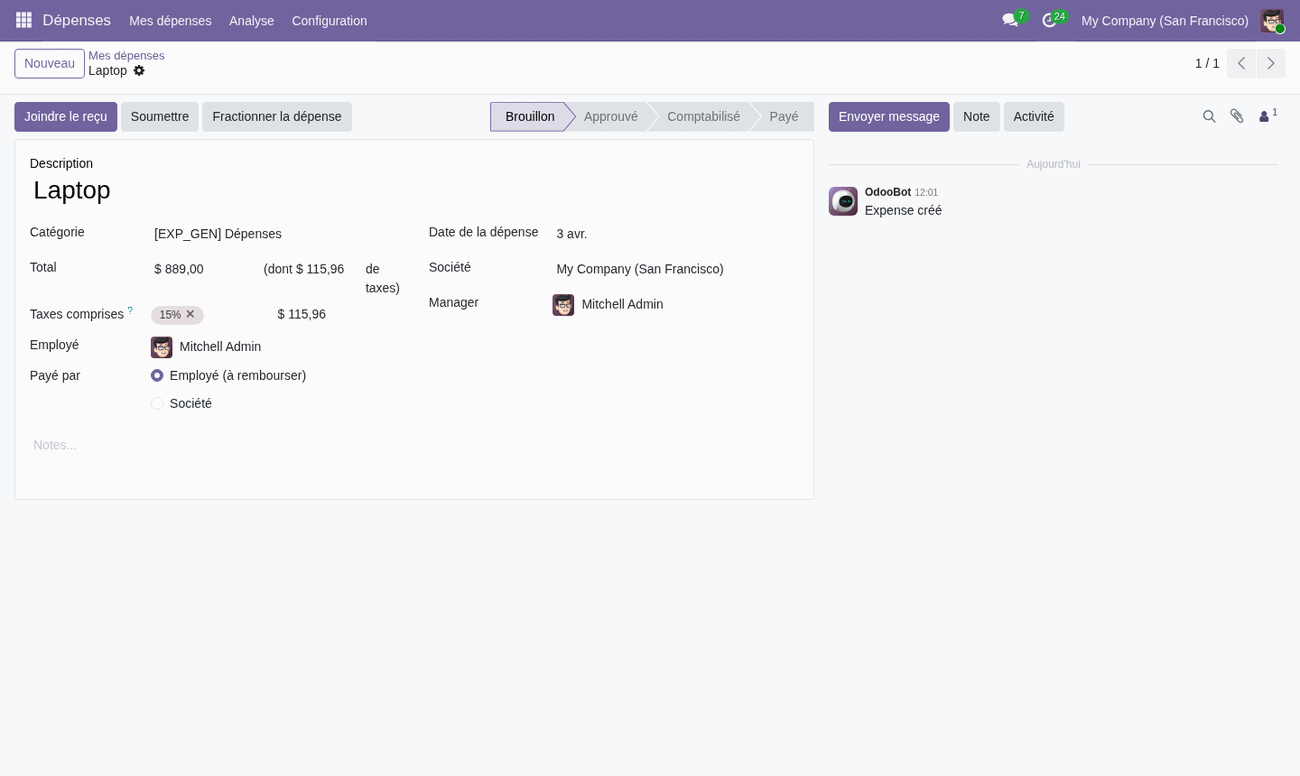 Dépenses Mes dépenses Analyse Configuration 7 24 My Company (San Francisco)
Nouveau Mes dépenses
Laptop 1 / 1
Joindre le reçu Soumettre Fractionner la dépense Brouillon Approuvé Comptabilisé Payé Envoyer message Note Activité 1
Description
Laptop
Catégorie [EXP_GEN] Dépenses
Total $ 889,00 (dont $ 115,96 de taxes)
Taxes comprises ? 15% ✕ $ 115,96
Employé Mitchell Admin
Payé par Employé (à rembourser)
Société
Date de la dépense 3 avr.
Société My Company (San Francisco)
Manager Mitchell Admin
Notes...
Aujourd'hui
OdooBot 12:01
Expense créé